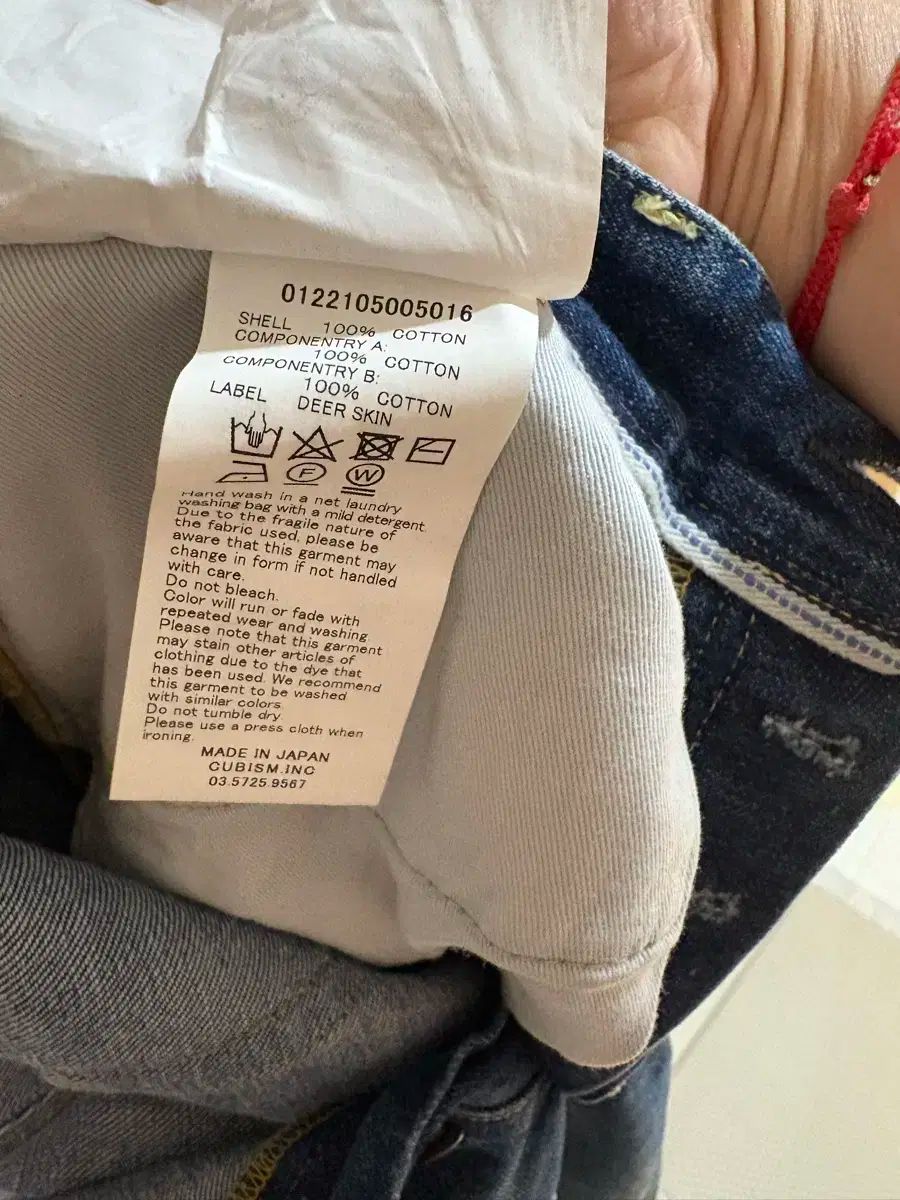 0122105005016
SHELL 100% COTTON
COMPONENTRY A:
100% COTTON
COMPONENTRY B:
100% COTTON
LABEL DEER SKIN
F W
Hand wash in a net laundry
washing bag with a mild detergent.
Due to the fragile nature of
the fabric used, please be
aware that this garment may
change in form if not handled
with care.
Do not bleach.
Color will run or fade with
repeated wear and washing.
Please note that this garment
may stain other articles of
clothing due to the dye that
has been used. We recommend
this garment to be washed
with similar colors.
Do not tumble dry.
Please use a press cloth when
ironing.
MADE IN JAPAN
CUBISM.INC
03.5725.9567